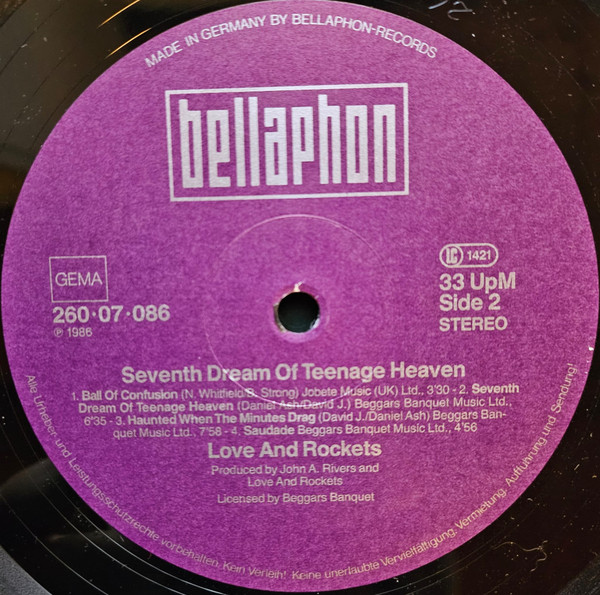 MADE IN GERMANY BY BELLAPHON-RECORDS
bellaphon
GEMA
260·07·086
℗ 1986
LC 1421
33 UpM
Side 2
STEREO
Seventh Dream Of Teenage Heaven
1. Ball Of Confusion (N. Whitfield/B. Strong) Jobete Music (UK) Ltd., 3'30 - 2. Seventh
Dream Of Teenage Heaven (Daniel Ash/David J.) Beggars Banquet Music Ltd.,
6"35 - 3. Haunted When The Minutes Drag (David J./Daniel Ash) Beggars Ban-
quet Music Ltd., 7'56 - 4. Saudade Beggars Banquet Music Ltd., 4'56
Love And Rockets
Produced by John A. Rivers and
Love And Rockets
Licensed by Beggars Banquet
Alle Urheber- und Leistungsschutzrechte vorbehalten. Kein Verleih! Keine unerlaubte Vervielfältigung, Vermietung, Aufführung und Sendung!